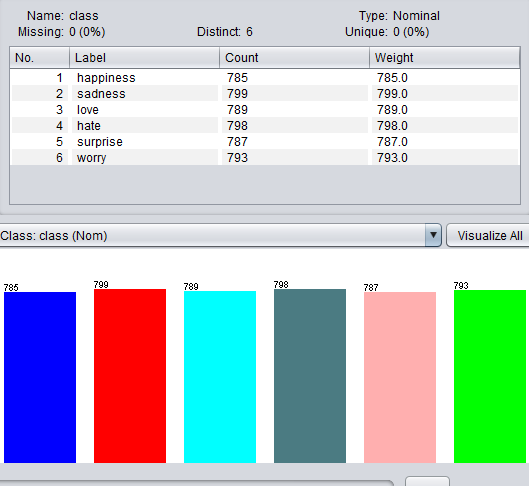 Name: class Type: Nominal
Missing: 0 (0%) Distinct: 6 Unique: 0 (0%)
No. Label Count Weight
1 happiness 785 785.0
2 sadness 799 799.0
3 love 789 789.0
4 hate 798 798.0
5 surprise 787 787.0
6 worry 793 793.0
Class: class (Nom) Visualize All
785 799 789 798 787 793